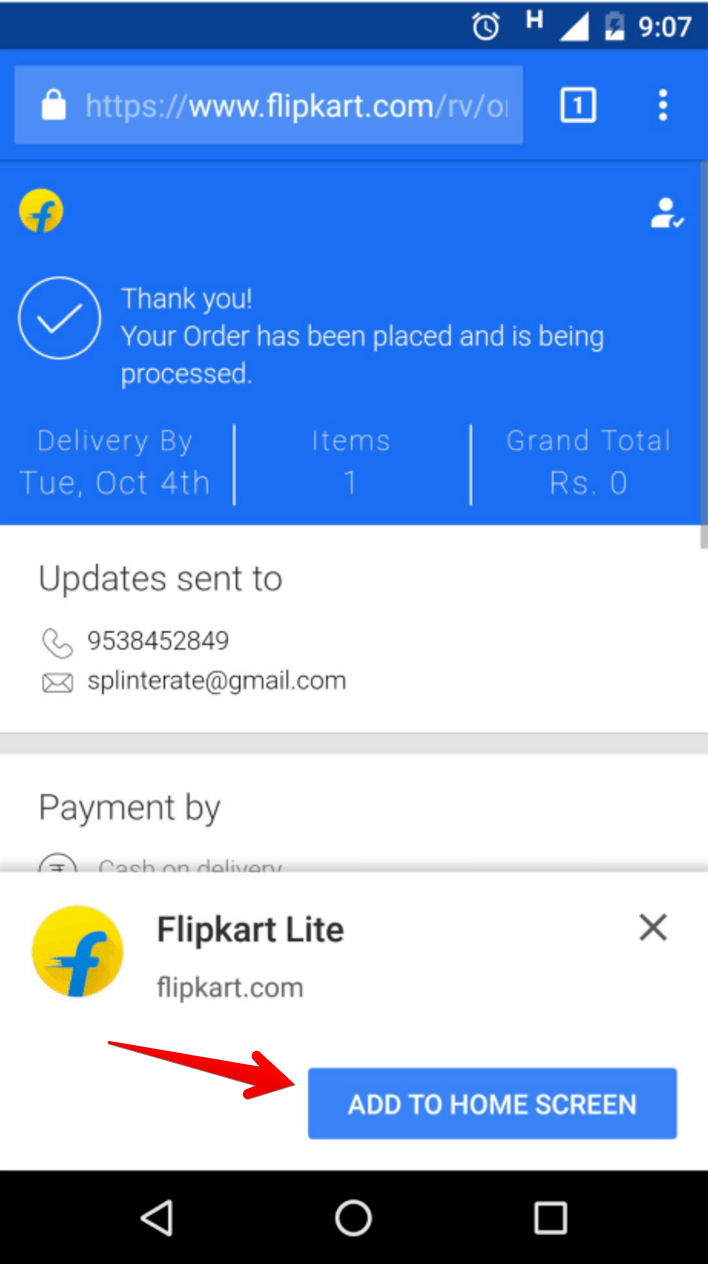 H 9:07
https://www.flipkart.com/rv/o
1
Thank you!
Your Order has been placed and is being
processed.
Delivery By Items Grand Total
Tue, Oct 4th 1 Rs. 0
Updates sent to
9538452849
splinterate@gmail.com
Payment by
Cash on delivery
Flipkart Lite
flipkart.com
ADD TO HOME SCREEN